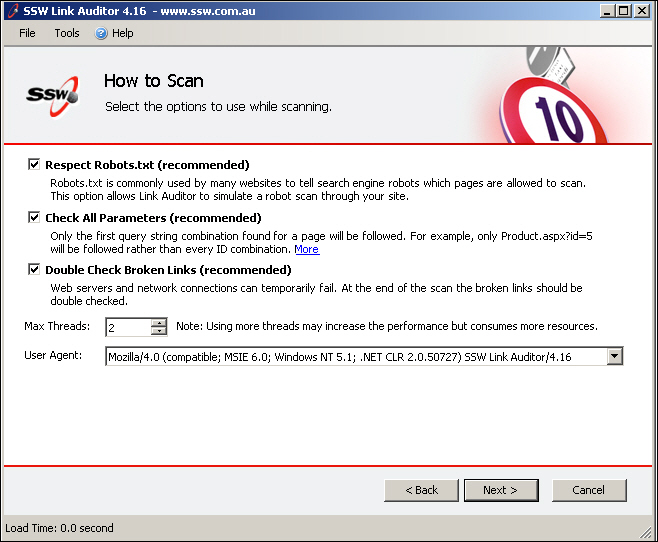 SSW Link Auditor 4.16 - www.ssw.com.au
File Tools Help
SSW
How to Scan
Select the options to use while scanning.
10
Respect Robots.txt (recommended)
Robots.txt is commonly used by many websites to tell search engine robots which pages are allowed to scan.
This option allows Link Auditor to simulate a robot scan through your site.
Check All Parameters (recommended)
Only the first query string combination found for a page will be followed. For example, only Product.aspx?id=5
will be followed rather than every ID combination. More
Double Check Broken Links (recommended)
Web servers and network connections can temporarily fail. At the end of the scan the broken links should be
double checked.
Max Threads: 2 Note: Using more threads may increase the performance but consumes more resources.
User Agent: Mozilla/4.0 (compatible; MSIE 6.0; Windows NT 5.1; .NET CLR 2.0.50727) SSW Link Auditor/4.16
< Back Next > Cancel
Load Time: 0.0 second